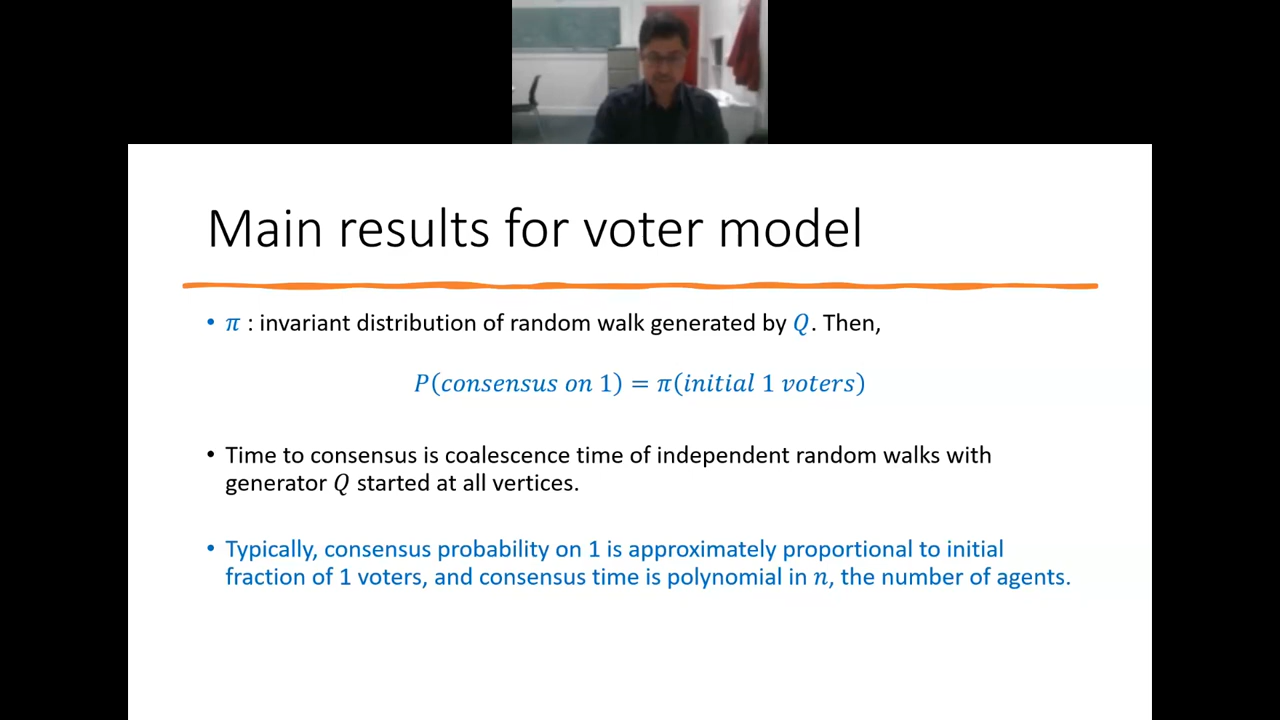 Main results for voter model
• π : invariant distribution of random walk generated by Q. Then,
P(consensus on 1) = π(initial 1 voters)
• Time to consensus is coalescence time of independent random walks with
generator Q started at all vertices.
• Typically, consensus probability on 1 is approximately proportional to initial
fraction of 1 voters, and consensus time is polynomial in n, the number of agents.